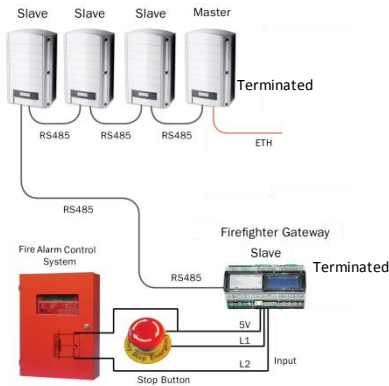 Slave
Slave
Slave
Master
Terminated
RS485
RS485
RS485
ETH
RS485
Firefighter Gateway
Slave
Fire Alarm Control
System
RS485
Terminated
5V
L1
L2
Input
Stop Button